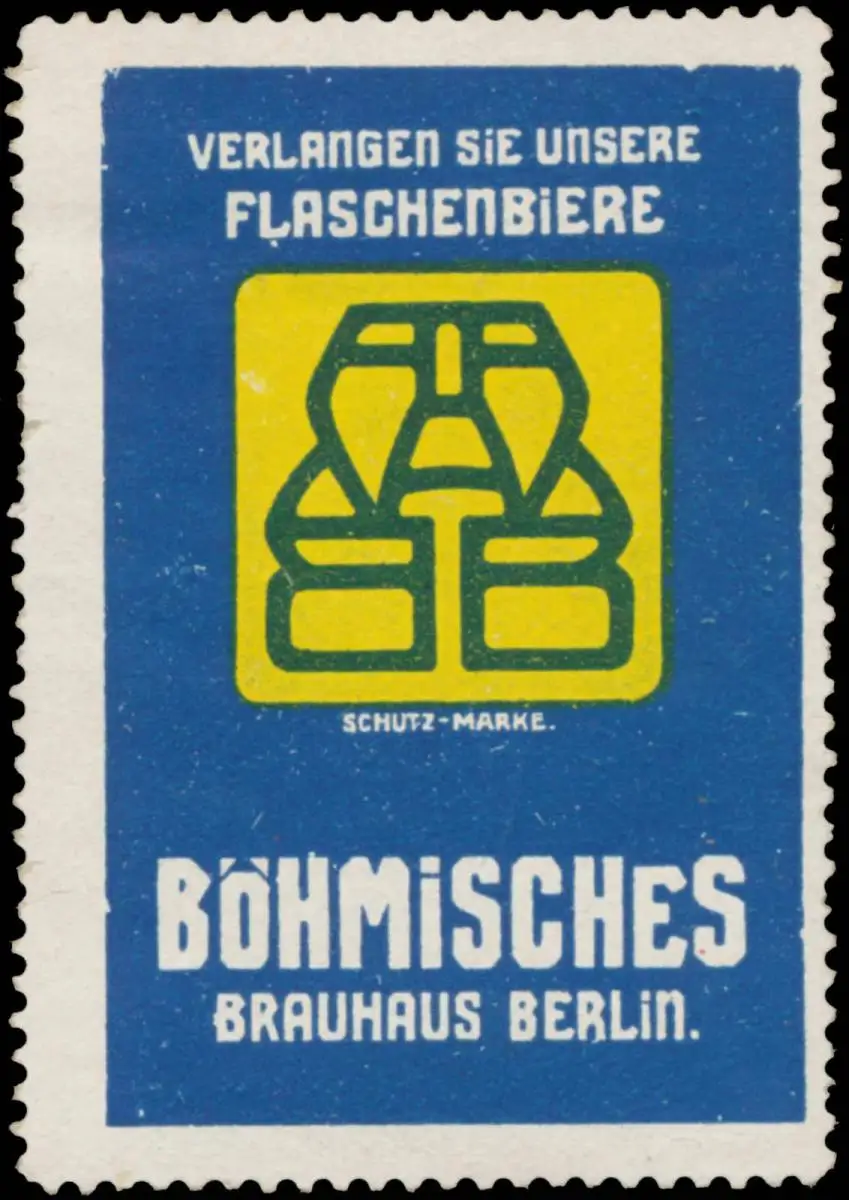 VERLANGEN SiE UNSERE
FLASCHENBiERE
SCHUTZ-MARKE.
BÖHMiSCHES
BRAUHAUS BERLiN.